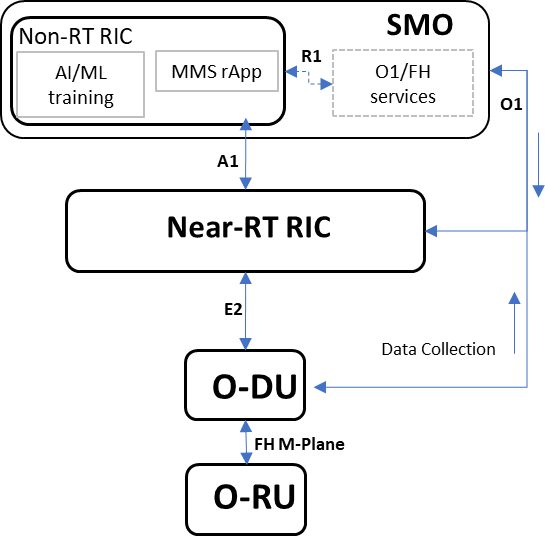 SMO
Non-RT RIC
AI/ML
training
MMS rApp
R1
O1/FH
services
O1
A1
Near-RT RIC
E2
Data Collection
O-DU
FH M-Plane
O-RU